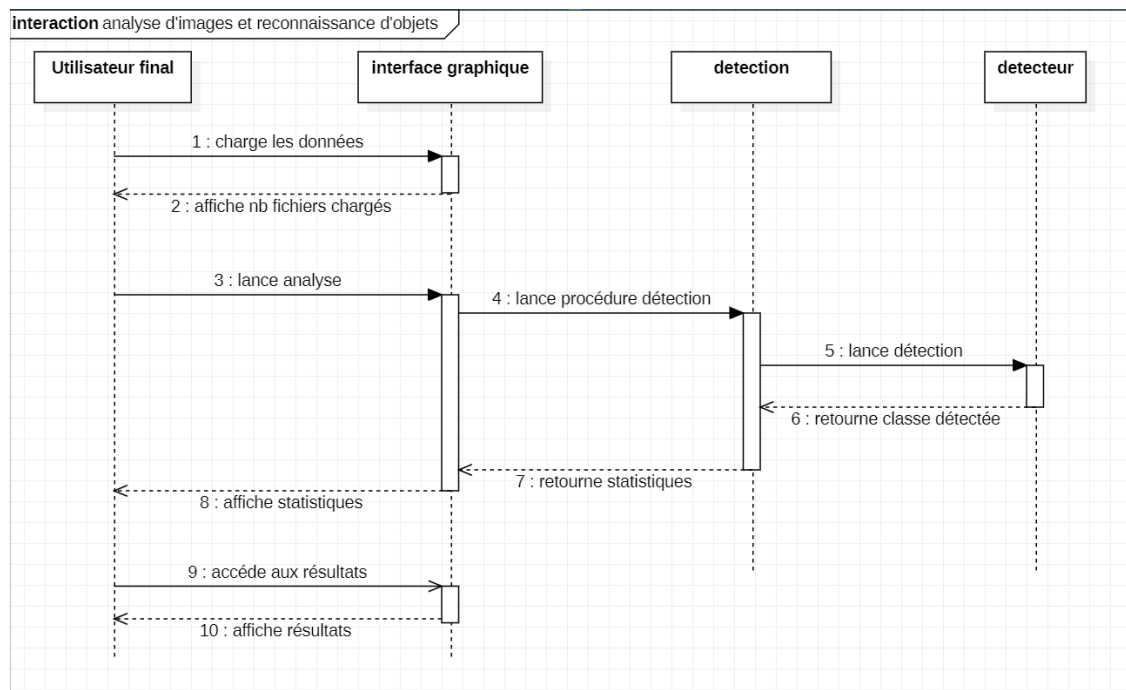 interaction analyse d'images et reconnaissance d'objets
Utilisateur final
interface graphique
detection
detecteur
1 : charge les données
2 : affiche nb fichiers chargés
3 : lance analyse
4 : lance procédure détection
5 : lance détection
6 : retourne classe détectée
7 : retourne statistiques
8 : affiche statistiques
9 : accéde aux résultats
10 : affiche résultats